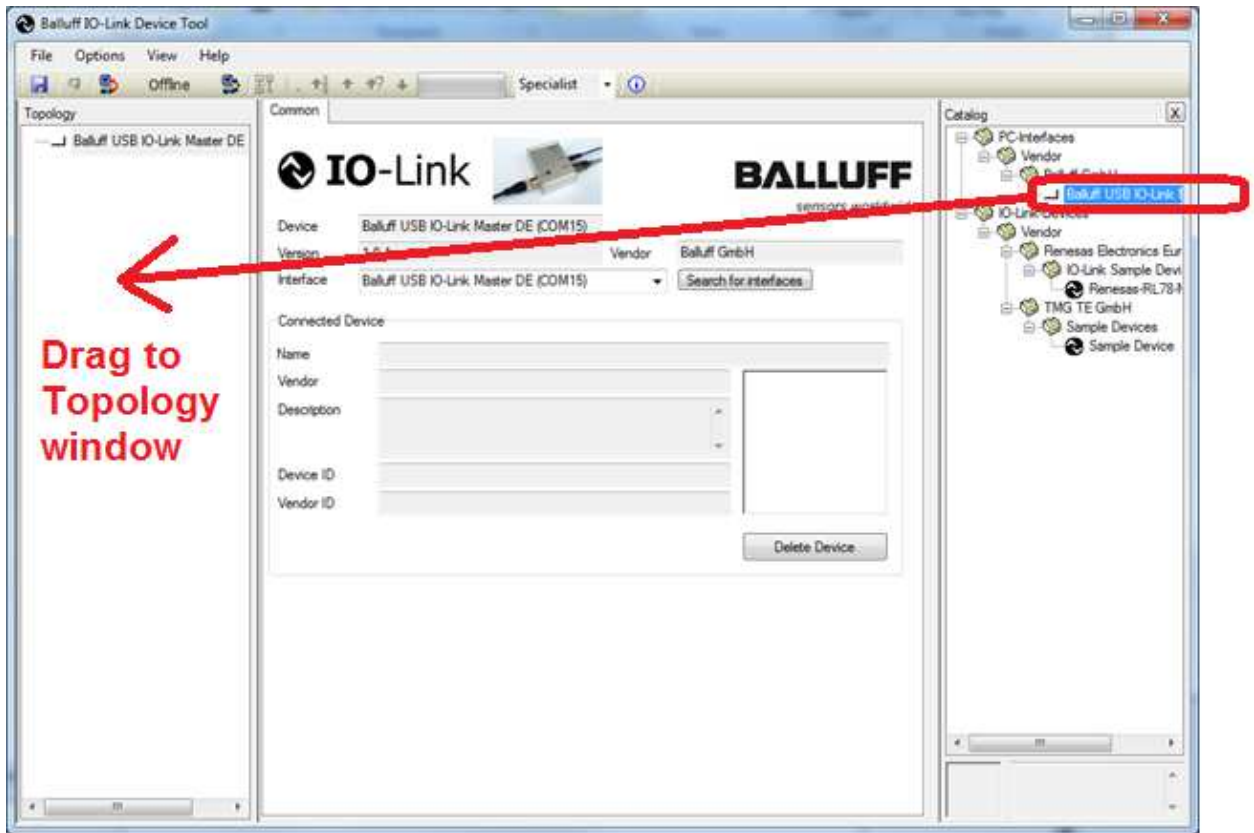 Balluff IO-Link Device Tool
File Options View Help
Offline Specialist
Topology
Balluff USB IO-Link Master DE
Common
IO-Link
BALLUFF
sensors worldwide
Device Balluff USB IO-Link Master DE (COM15)
Version Vendor Balluff GmbH
Interface Balluff USB IO-Link Master DE (COM15) Search for interfaces
Connected Device
Name
Vendor
Description
Device ID
Vendor ID
Delete Device
Drag to
Topology
window
Catalog
PC-Interfaces
Vendor
Balluff GmbH
Balluff USB IO-Link
IO-Link Devices
Vendor
Renesas Electronics Eur
IO-Link Sample Devi
Renesas-RL78-
TMG TE GmbH
Sample Devices
Sample Device